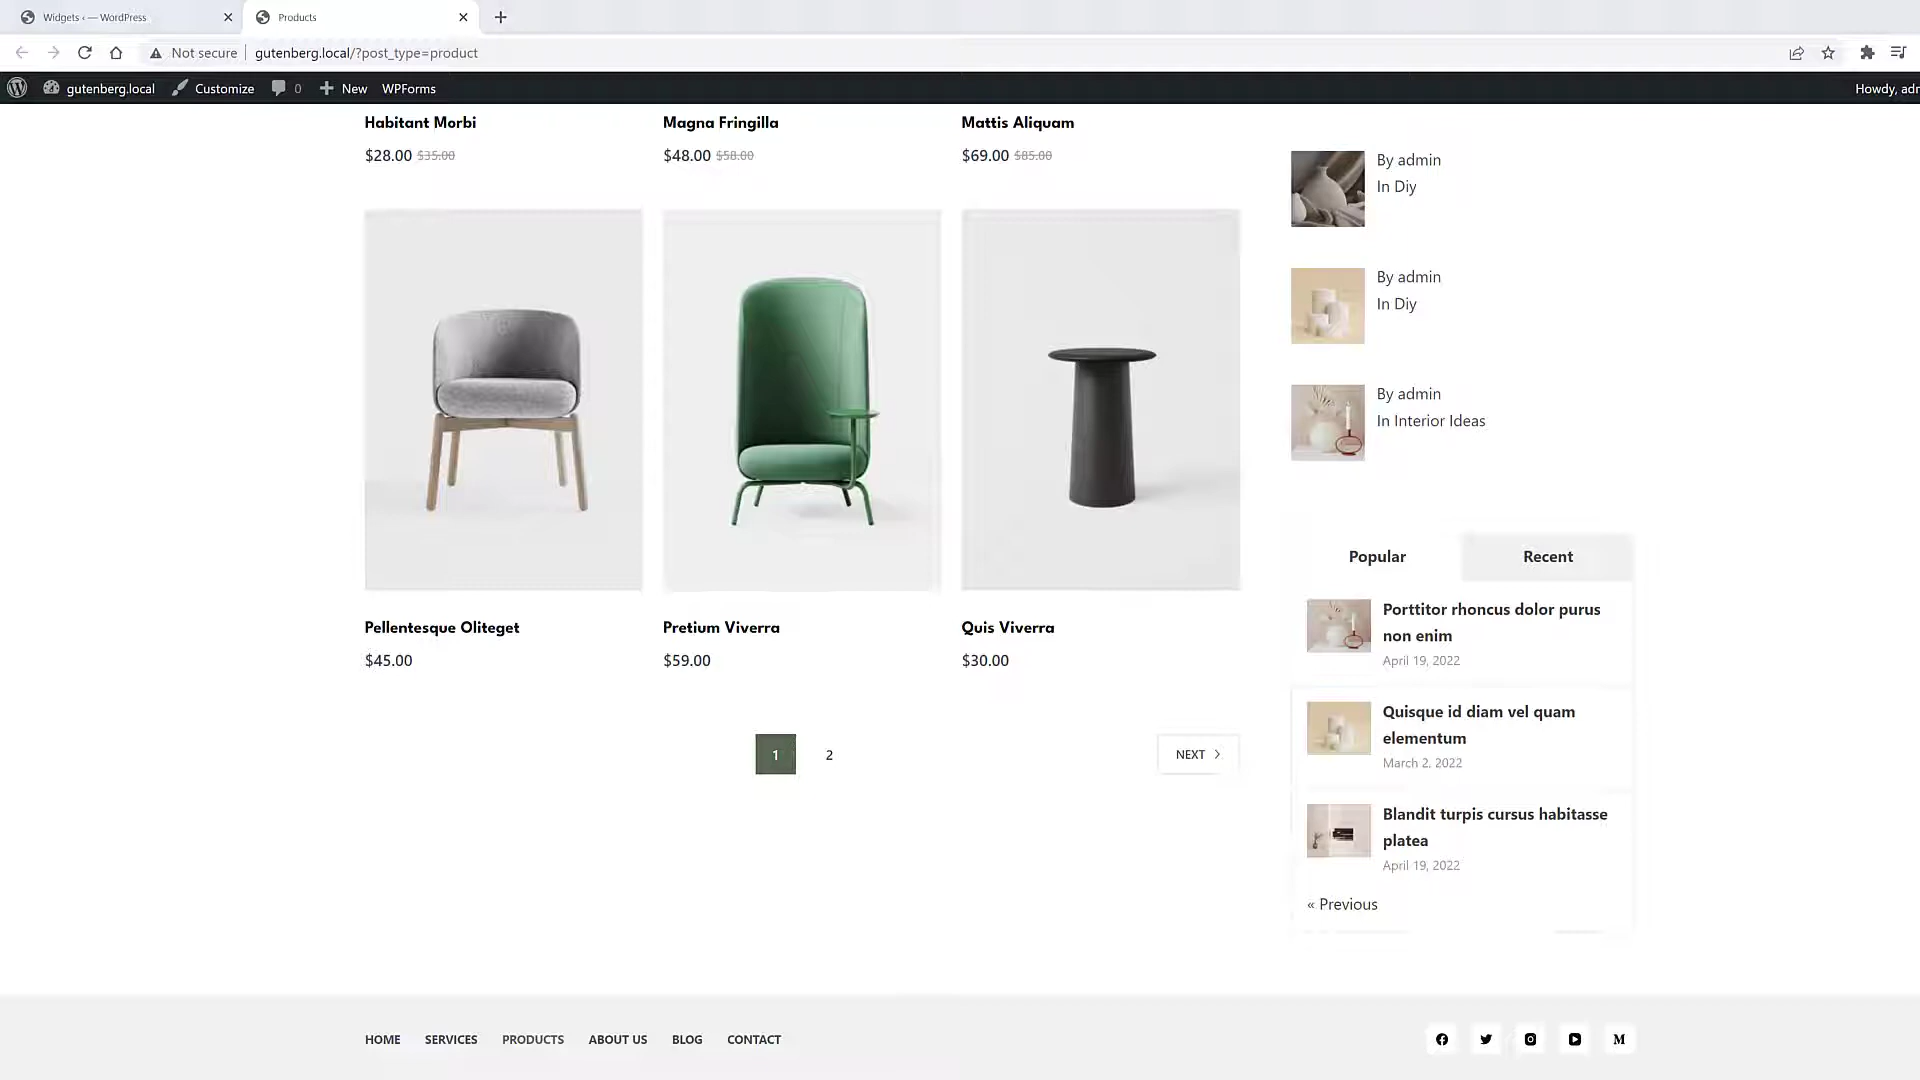 Widgets ‹ — WordPress
Products
Not secure
gutenberg.local/?post_type=product
gutenberg.local
Customize
0
New
WPForms
Howdy, adr
Habitant Morbi
Magna Fringilla
Mattis Aliquam
$28.00 $35.00
$48.00 $58.00
$69.00 $85.00
Pellentesque Oliteget
Pretium Viverra
Quis Viverra
$45.00
$59.00
$30.00
1
2
NEXT
By admin
In Diy
By admin
In Diy
By admin
In Interior Ideas
Popular
Recent
Porttitor rhoncus dolor purus
non enim
April 19, 2022
Quisque id diam vel quam
elementum
March 2, 2022
Blandit turpis cursus habitasse
platea
April 19, 2022
« Previous
HOME
SERVICES
PRODUCTS
ABOUT US
BLOG
CONTACT